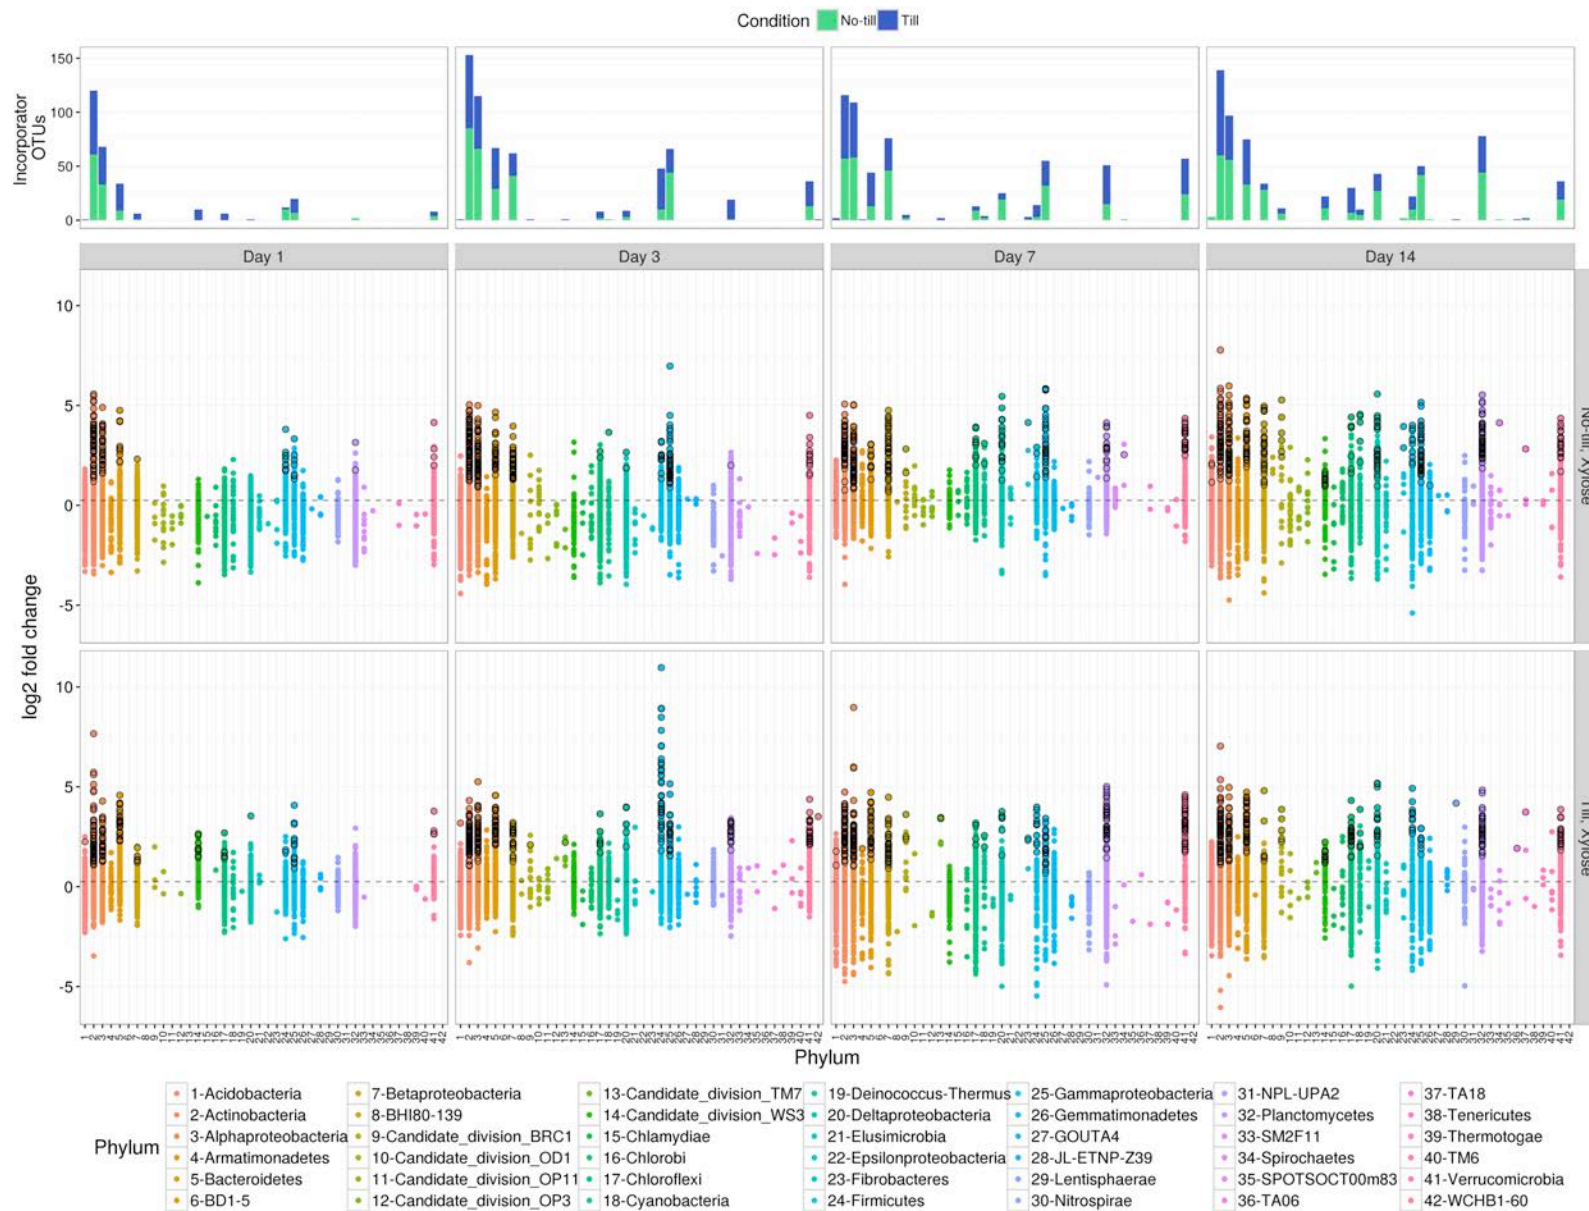 Condition No-till Till
Incorporator
OTUs
150
100
50
0
Day 1 Day 3 Day 7 Day 14
log2 fold change
10
5
0
-5
No-till, Xylose
10
5
0
-5
Till, Xylose
Phylum
Phylum
1-Acidobacteria
2-Actinobacteria
3-Alphaproteobacteria
4-Armatimonadetes
5-Bacteroidetes
6-BD1-5
7-Betaproteobacteria
8-BHI80-139
9-Candidate_division_BRC1
10-Candidate_division_OD1
11-Candidate_division_OP11
12-Candidate_division_OP3
13-Candidate_division_TM7
14-Candidate_division_WS3
15-Chlamydiae
16-Chlorobi
17-Chloroflexi
18-Cyanobacteria
19-Deinococcus-Thermus
20-Deltaproteobacteria
21-Elusimicrobia
22-Epsilonproteobacteria
23-Fibrobacteres
24-Firmicutes
25-Gammaproteobacteria
26-Gemmatimonadetes
27-GOUTA4
28-JL-ETNP-Z39
29-Lentisphaerae
30-Nitrospirae
31-NPL-UPA2
32-Planctomycetes
33-SM2F11
34-Spirochaetes
35-SPOTSOCT00m83
36-TA06
37-TA18
38-Tenericutes
39-Thermotogae
40-TM6
41-Verrucomicrobia
42-WCHB1-60